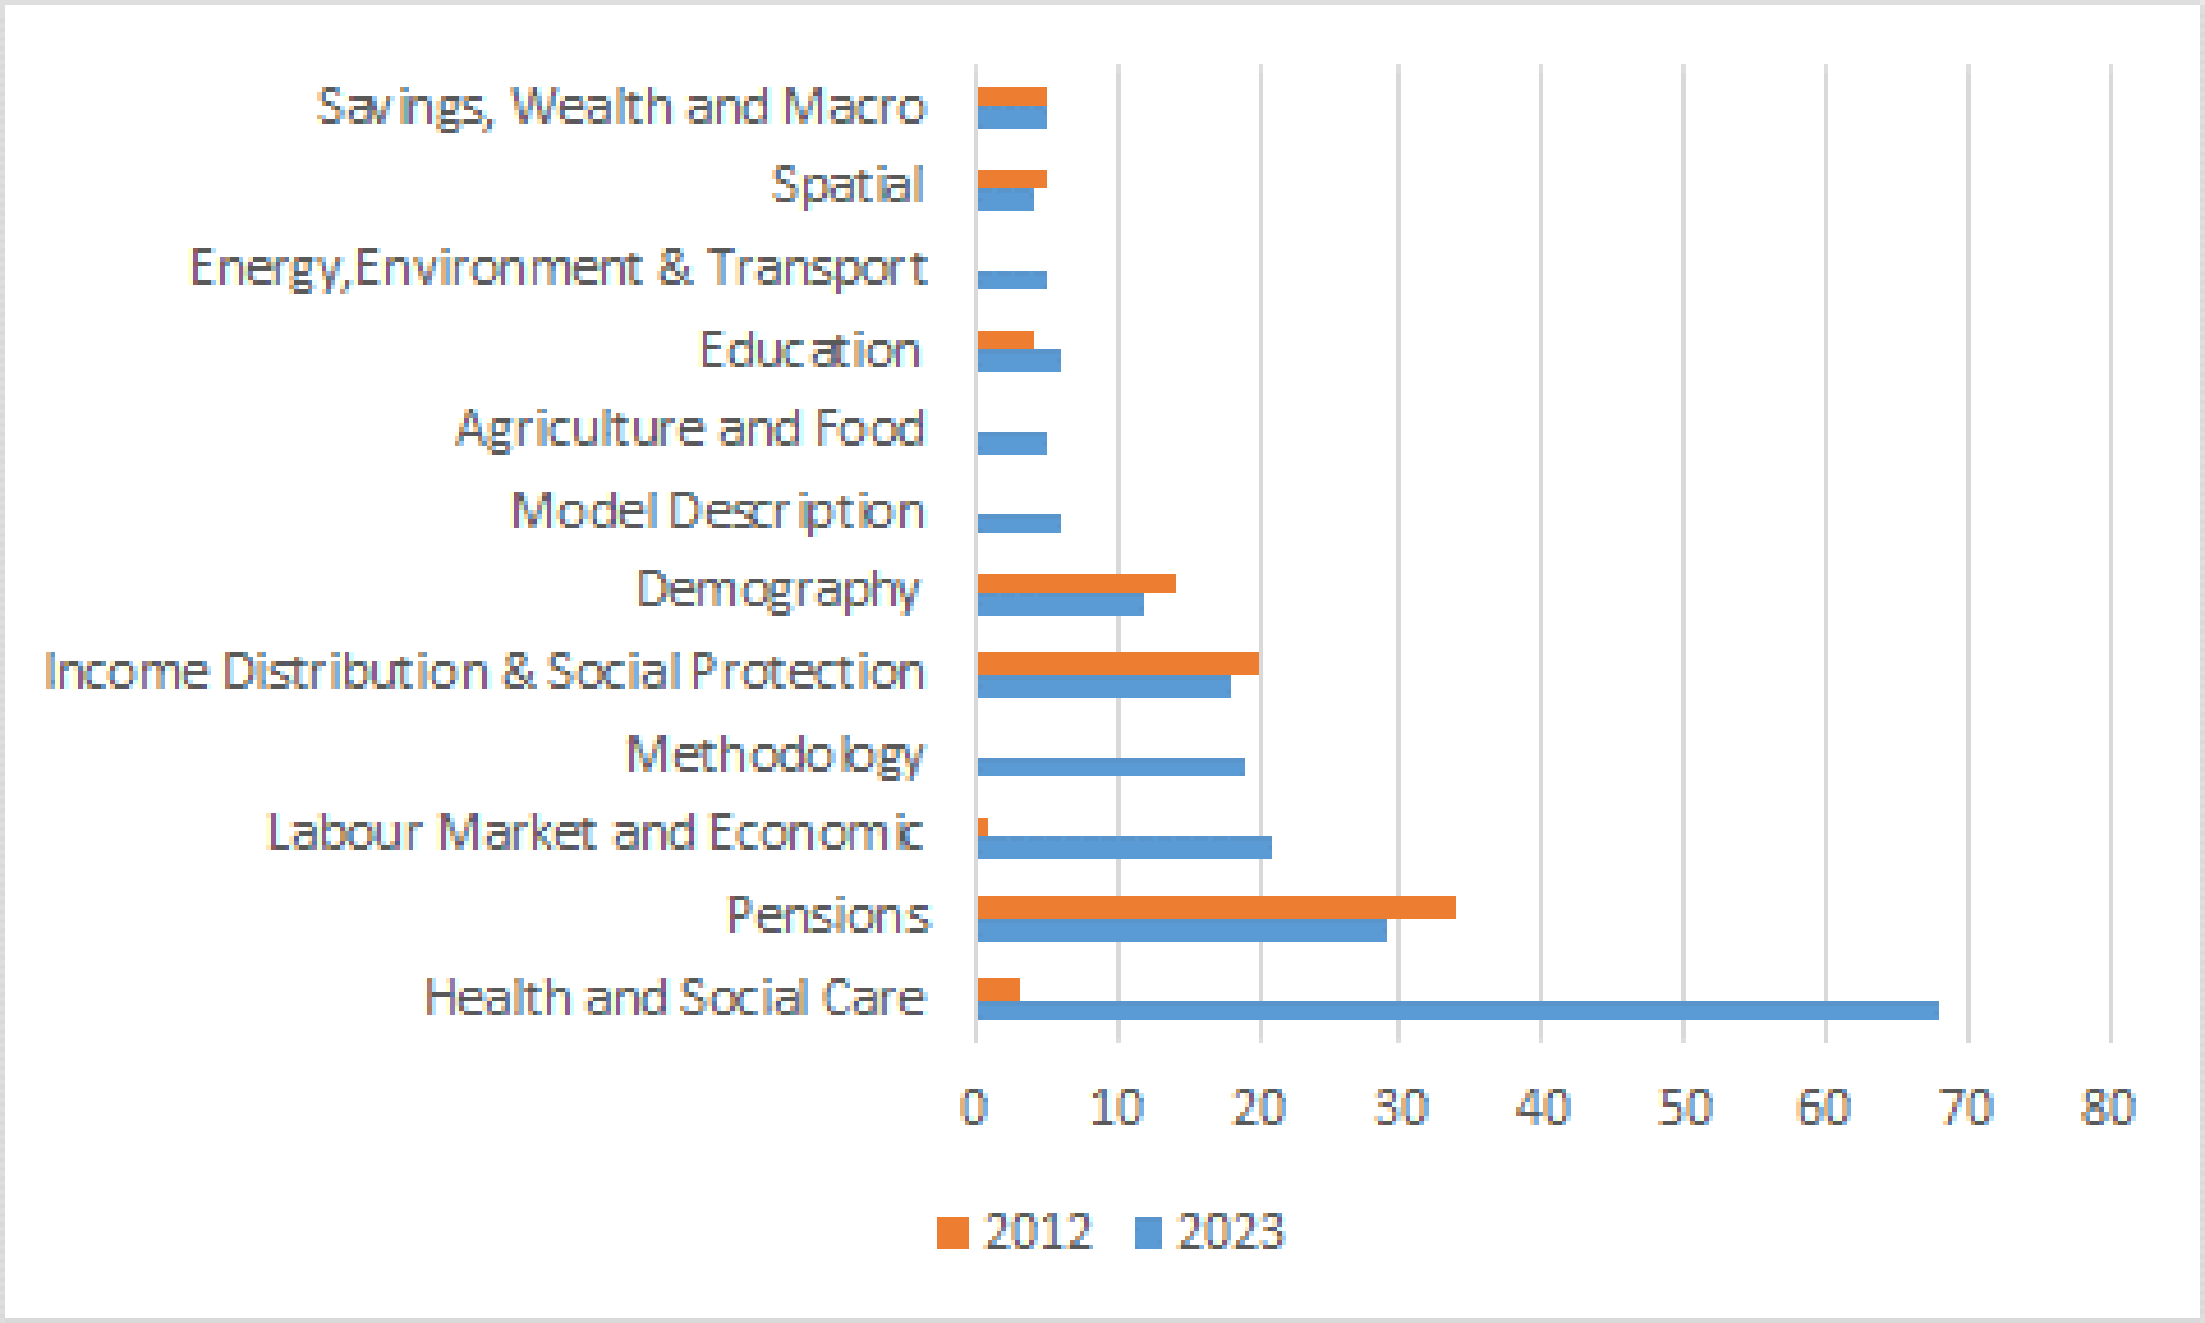 Savings, Wealth and Macro
Spatial
Energy,Environment & Transport
Education
Agriculture and Food
Model Description
Demography
Income Distribution & Social Protection
Methodology
Labour Market and Economic
Pensions
Health and Social Care
0 10 20 30 40 50 60 70 80
2012 2023